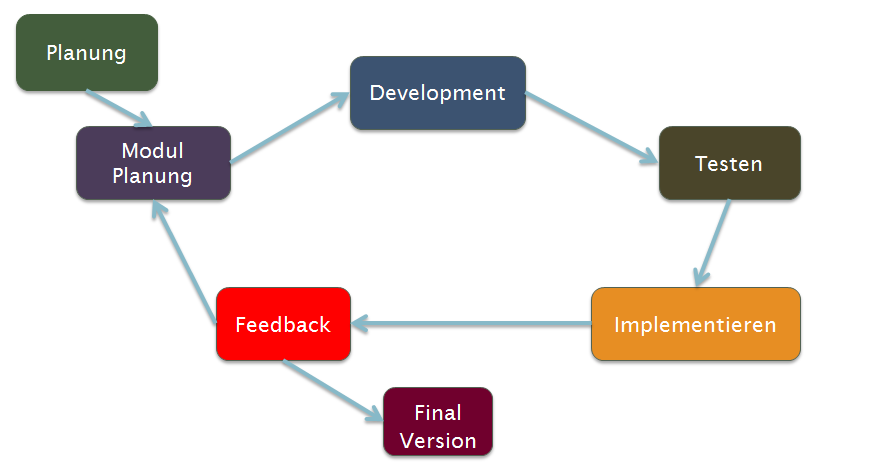 Planung
Development
Modul
Planung
Testen
Feedback
Implementieren
Final
Version